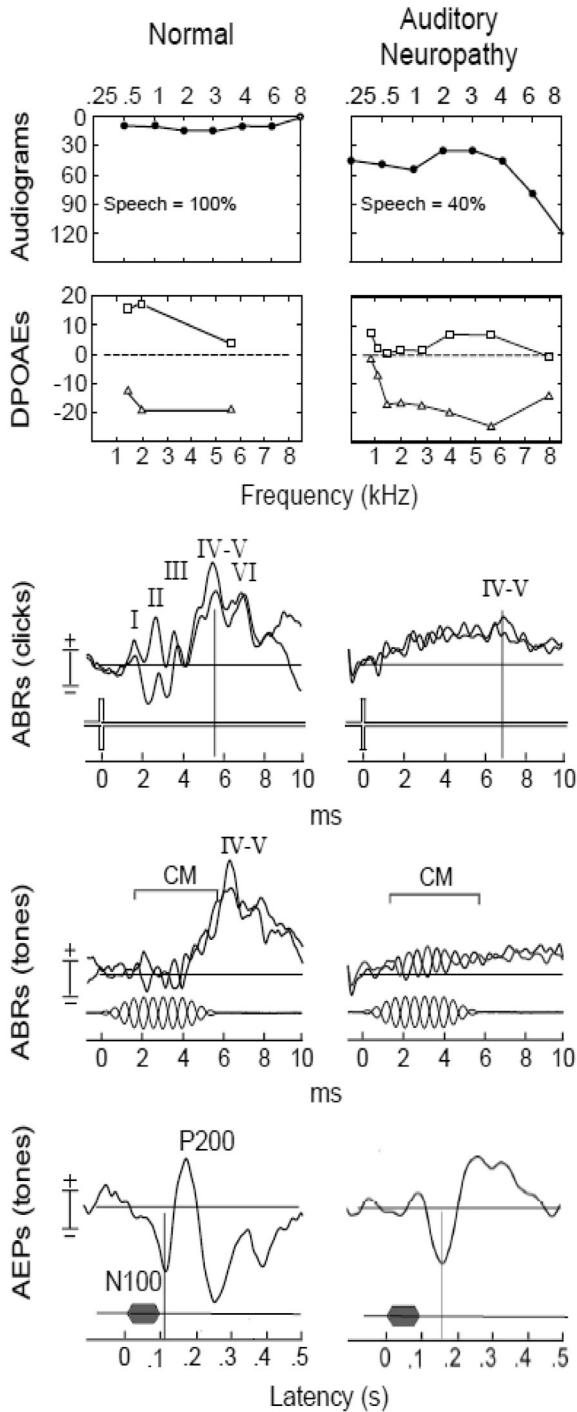 Normal
Auditory
Neuropathy
.25 .5 1 2 3 4 6 8
.25 .5 1 2 3 4 6 8
Audiograms
0
30
60
90
120
Speech = 100%
Speech = 40%
DPOAEs
20
10
0
-10
-20
1 2 3 4 5 6 7 8
1 2 3 4 5 6 7 8
Frequency (kHz)
ABRs (clicks)
+
=
I
II
III
IV-V
VI
IV-V
0 2 4 6 8 10
0 2 4 6 8 10
ms
ABRs (tones)
+
=
CM
IV-V
CM
0 2 4 6 8 10
0 2 4 6 8 10
ms
AEPs (tones)
+
=
P200
N100
0 .1 .2 .3 .4 .5
0 .1 .2 .3 .4 .5
Latency (s)